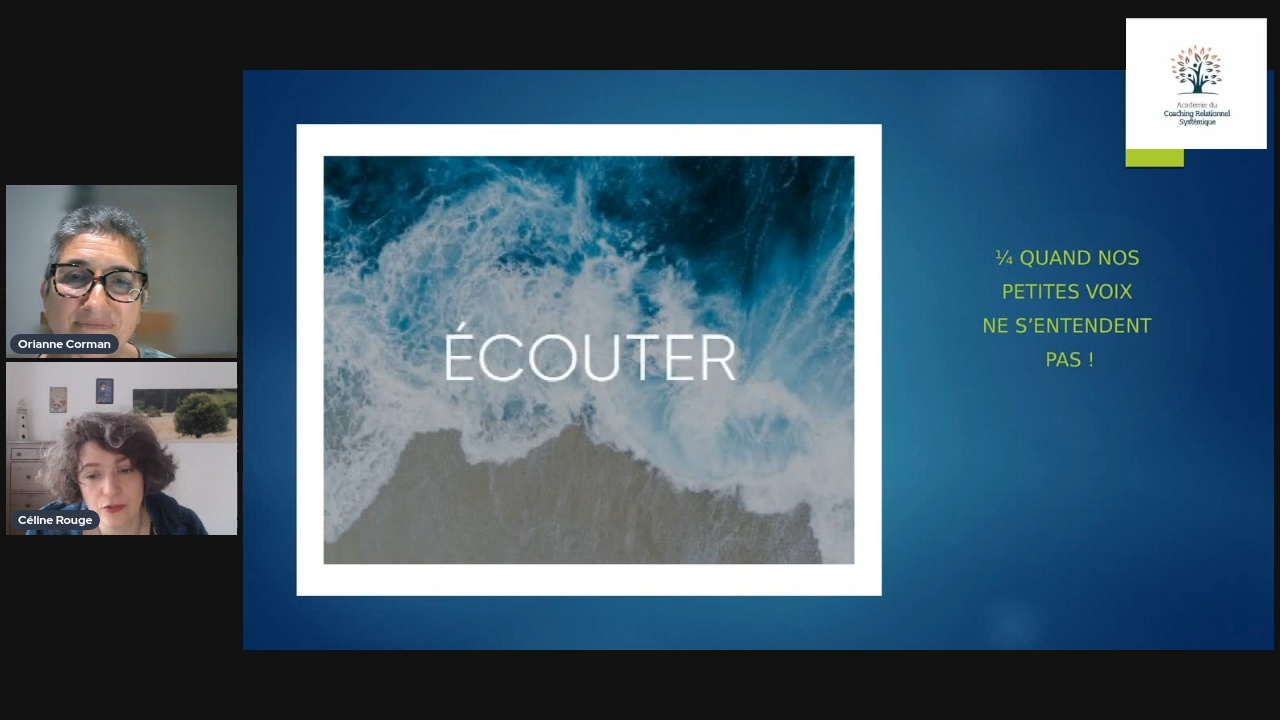 Académie du
Coaching Relationnel
Systémique
Orianne Corman
Céline Rouge
ÉCOUTER
¼ QUAND NOS
PETITES VOIX
NE S’ENTENDENT
PAS !